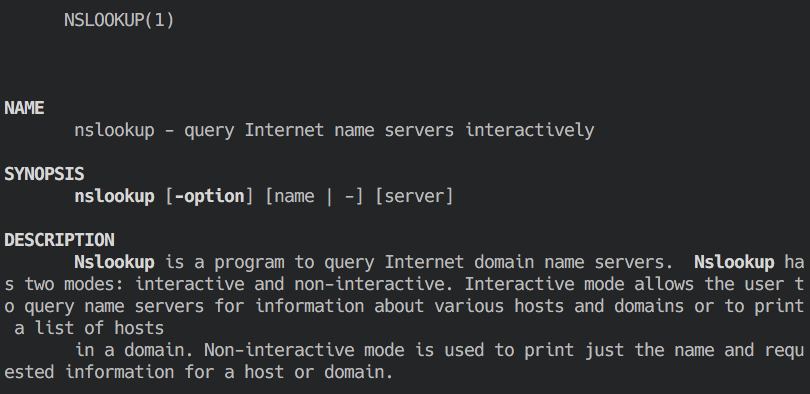 NSLOOKUP(1)
NAME
nslookup - query Internet name servers interactively
SYNOPSIS
nslookup [-option] [name | -] [server]
DESCRIPTION
Nslookup is a program to query Internet domain name servers.  Nslookup ha
s two modes: interactive and non-interactive. Interactive mode allows the user t
o query name servers for information about various hosts and domains or to print
a list of hosts
in a domain. Non-interactive mode is used to print just the name and requ
ested information for a host or domain.